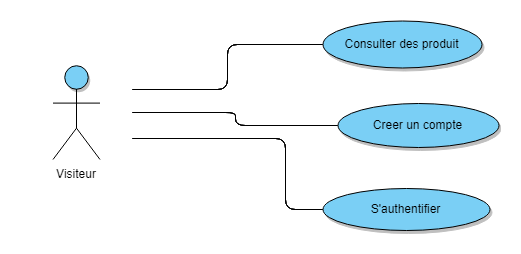 Consulter des produit
Creer un compte
Visiteur
S'authentifier